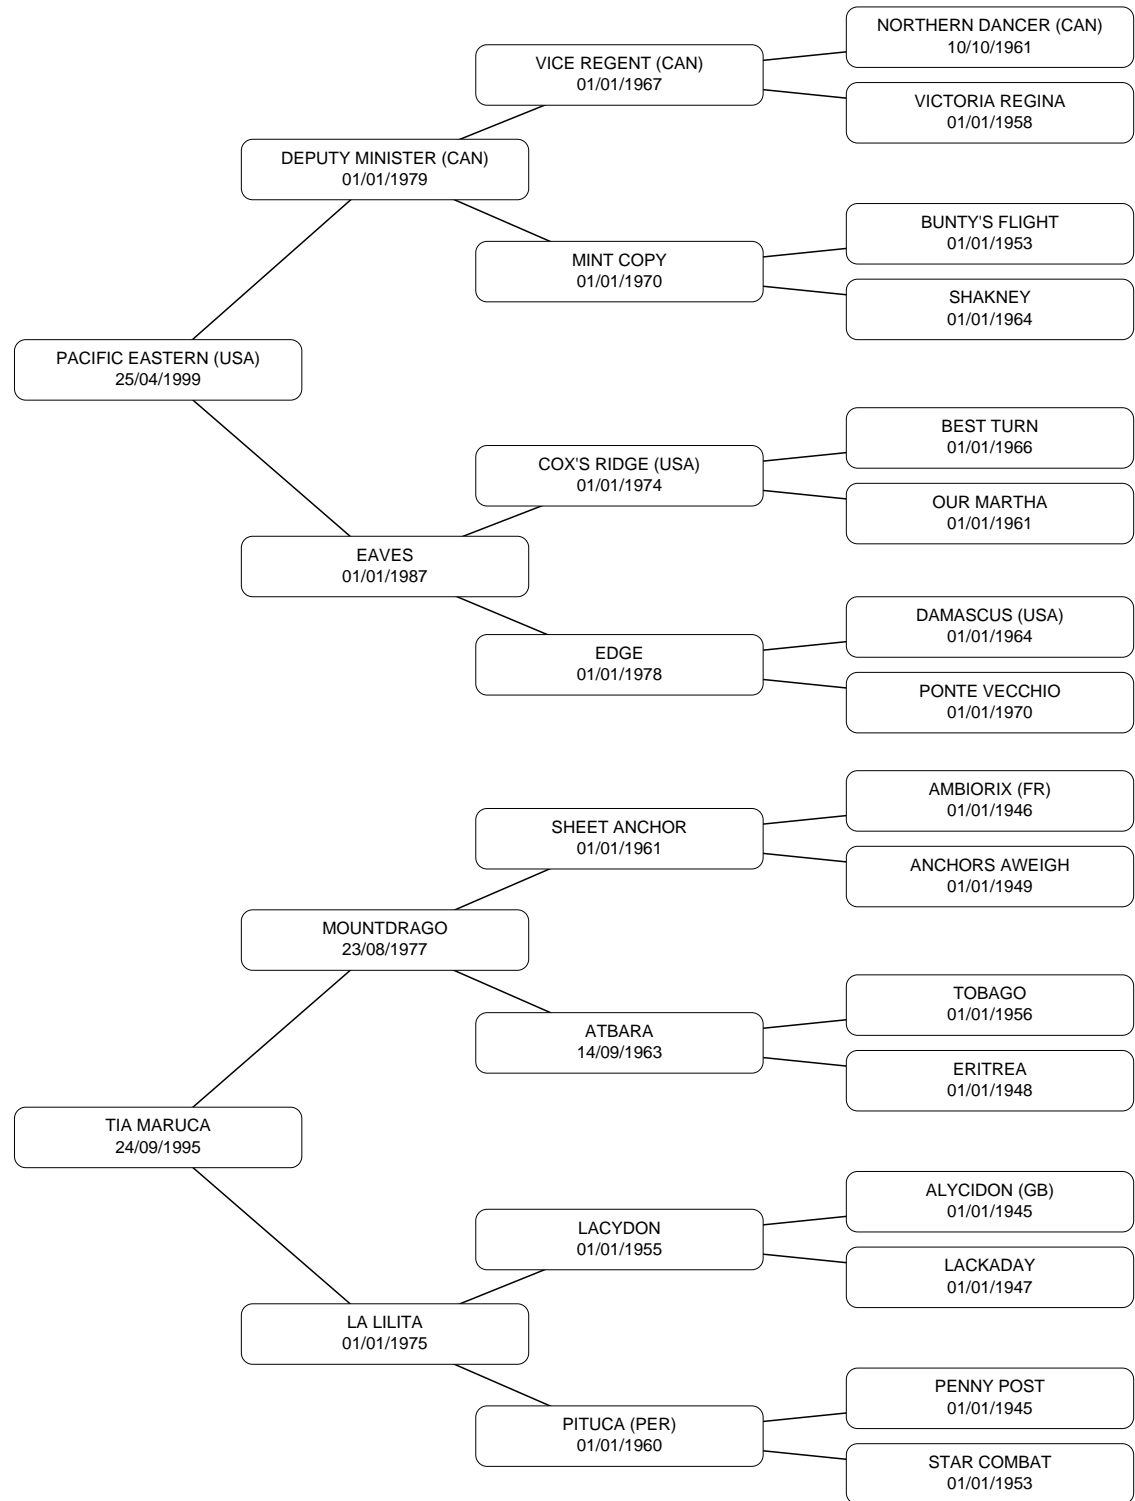 NORTHERN DANCER (CAN)
10/10/1961
VICE REGENT (CAN)
01/01/1967
VICTORIA REGINA
01/01/1958
DEPUTY MINISTER (CAN)
01/01/1979
BUNTY'S FLIGHT
01/01/1953
MINT COPY
01/01/1970
SHAKNEY
01/01/1964
PACIFIC EASTERN (USA)
25/04/1999
BEST TURN
01/01/1966
COX'S RIDGE (USA)
01/01/1974
OUR MARTHA
01/01/1961
EAVES
01/01/1987
DAMASCUS (USA)
01/01/1964
EDGE
01/01/1978
PONTE VECCHIO
01/01/1970
AMBIORIX (FR)
01/01/1946
SHEET ANCHOR
01/01/1961
ANCHORS AWEIGH
01/01/1949
MOUNTDRAGO
23/08/1977
TOBAGO
01/01/1956
ATBARA
14/09/1963
ERITREA
01/01/1948
TIA MARUCA
24/09/1995
ALYCIDON (GB)
01/01/1945
LACYDON
01/01/1955
LACKADAY
01/01/1947
LA LILITA
01/01/1975
PENNY POST
01/01/1945
PITUCA (PER)
01/01/1960
STAR COMBAT
01/01/1953